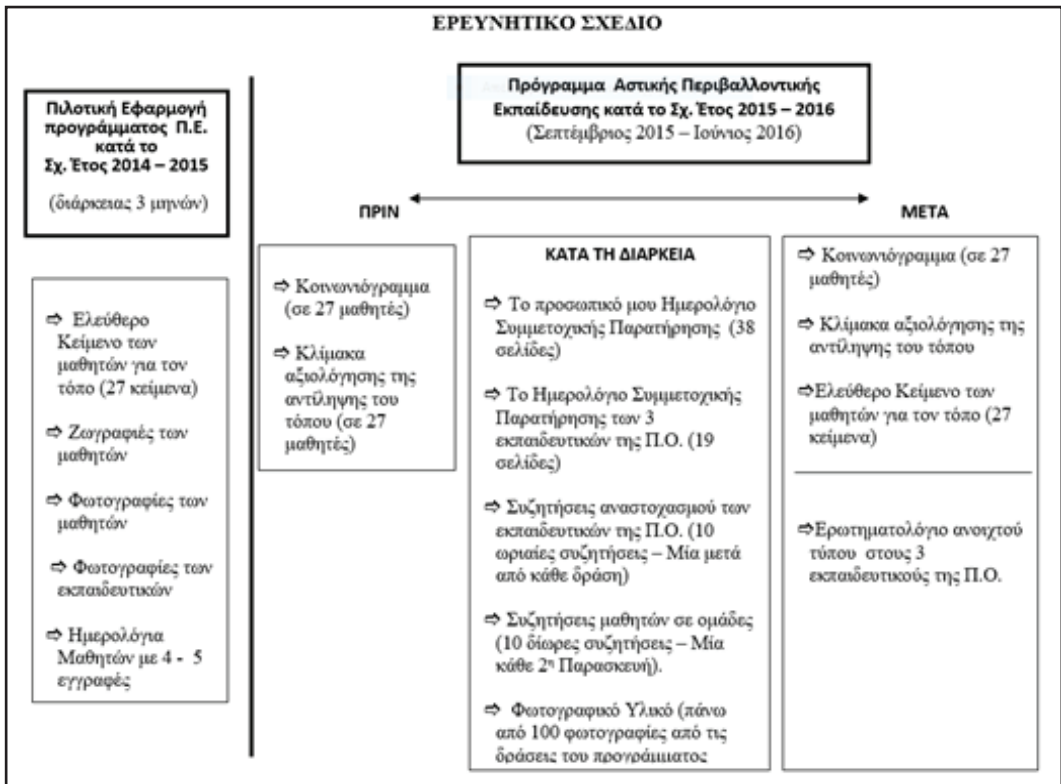 ΕΡΕΥΝΗΤΙΚΟ ΣΧΕΔΙΟ
Πιλοτική Εφαρμογή
προγράμματος Π.Ε.
κατά το
Σχ. Έτος 2014 – 2015
(διάρκειας 3 μηνών)
⇨ Ελεύθερο
Κείμενο των
μαθητών για τον
τόπο (27 κείμενα)
⇨ Ζωγραφιές των
μαθητών
⇨ Φωτογραφίες των
μαθητών
⇨ Φωτογραφίες των
εκπαιδευτικών
⇨ Ημερολόγια
Μαθητών με 4 - 5
εγγραφές
Πρόγραμμα Αστικής Περιβαλλοντικής
Εκπαίδευσης κατά το Σχ. Έτος 2015 – 2016
(Σεπτέμβριος 2015 – Ιούνιος 2016)
ΠΡΙΝ
⇨ Κοινωνιόγραμμα
(σε 27 μαθητές)
⇨ Κλίμακα
αξιολόγησης της
αντίληψης του
τόπου (σε 27
μαθητές)
ΚΑΤΑ ΤΗ ΔΙΑΡΚΕΙΑ
⇨ Το προσωπικό μου Ημερολόγιο
Συμμετοχικής Παρατήρησης (38
σελίδες)
⇨ Το Ημερολόγιο Συμμετοχικής
Παρατήρησης των 3
εκπαιδευτικών της Π.Ο. (19
σελίδες)
⇨ Συζητήσεις αναστοχασμού των
εκπαιδευτικών της Π.Ο. (10
ωριαίες συζητήσεις – Μία μετά
από κάθε δράση)
⇨ Συζητήσεις μαθητών σε ομάδες
(10 δίωρες συζητήσεις – Μία
κάθε 2η Παρασκευή).
⇨ Φωτογραφικό Υλικό (πάνω
από 100 φωτογραφίες από τις
δράσεις του προγράμματος
ΜΕΤΑ
⇨ Κοινωνιόγραμμα (σε 27
μαθητές)
⇨ Κλίμακα αξιολόγησης της
αντίληψης του τόπου
⇨Ελεύθερο Κείμενο των
μαθητών για τον τόπο (27
κείμενα)
⇨Ερωτηματολόγιο ανοιχτού
τύπου στους 3
εκπαιδευτικούς της Π.Ο.